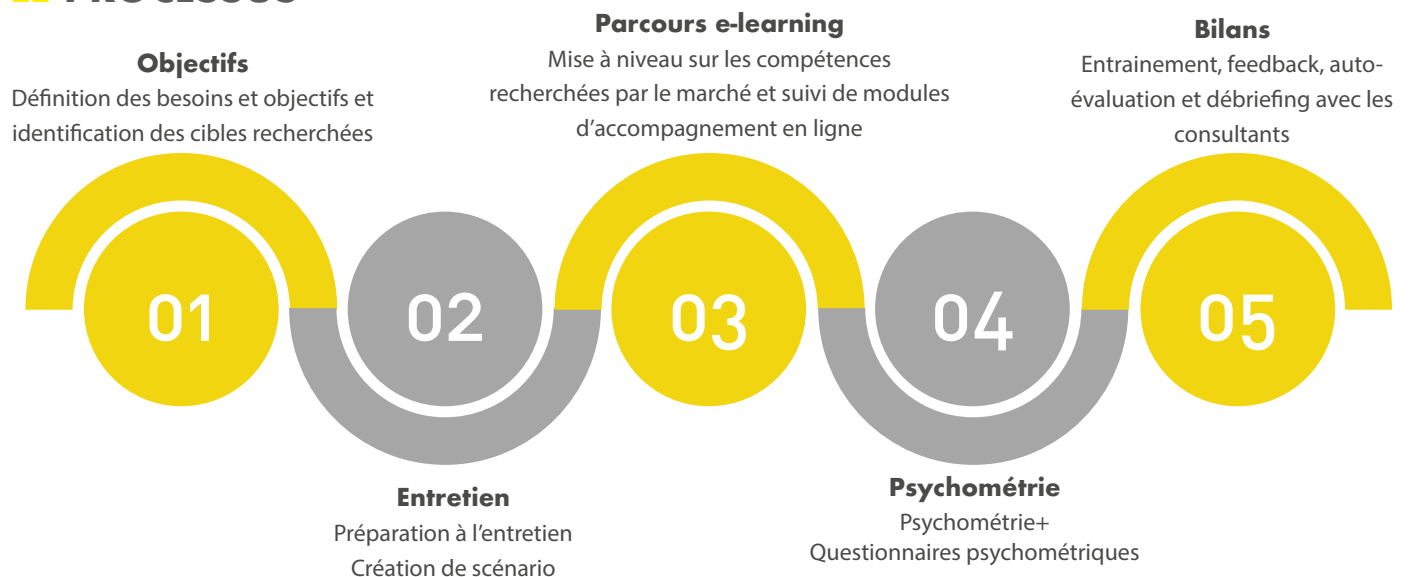 Objectifs
Définition des besoins et objectifs et
identification des cibles recherchées
01
02
Entretien
Préparation à l’entretien
Création de scénario
Parcours e-learning
Mise à niveau sur les compétences
recherchées par le marché et suivi de modules
d’accompagnement en ligne
03
04
Psychométrie
Psychométrie+
Questionnaires psychométriques
Bilans
Entrainement, feedback, auto-
évaluation et débriefing avec les
consultants
05